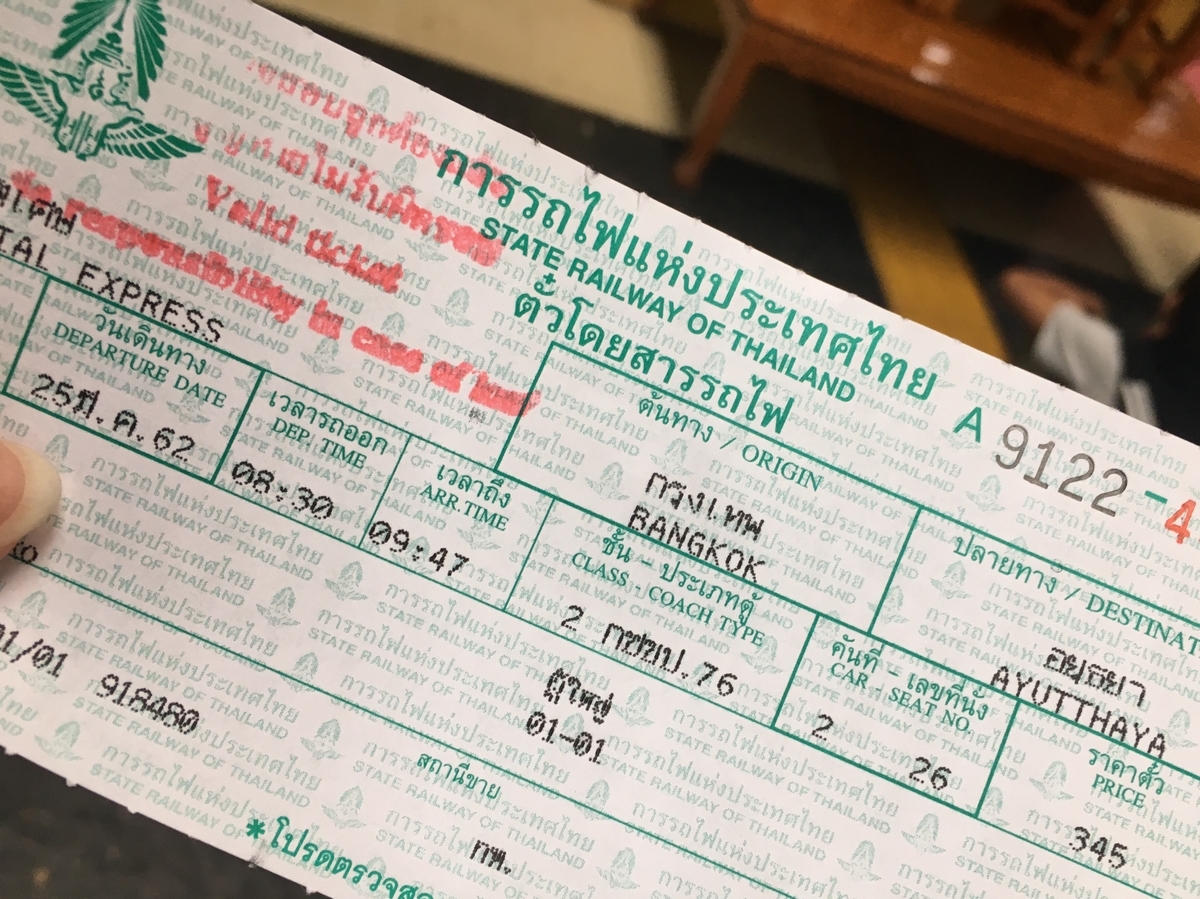 การรถไฟแห่งประเทศไทย
STATE RAILWAY OF THAILAND
ตั๋วโดยสารรถไฟ
A 9122-4
Valid ticket
responsibility in case of
EXPRESS
วันเดินทาง
DEPARTURE DATE
25ธ.ค.62
เวลารถออก
DEP. TIME
08:30
เวลาถึง
ARR.TIME
09:47
ต้นทาง / ORIGIN
กรุงเทพ
BANGKOK
ปลายทาง / DESTINAT
อยุธยา
AYUTTHAYA
ชั้น - ประเภทตู้
CLASS - COACH TYPE
2 กซขป.76
คันที่ - เลขที่นั่ง
CAR - SEAT NO.
2 26
ราคาตั๋ว
PRICE
345
01/01 918480
ผู้ใหญ่
01-01
สถานีขาย
กท.
*โปรดตรวจส